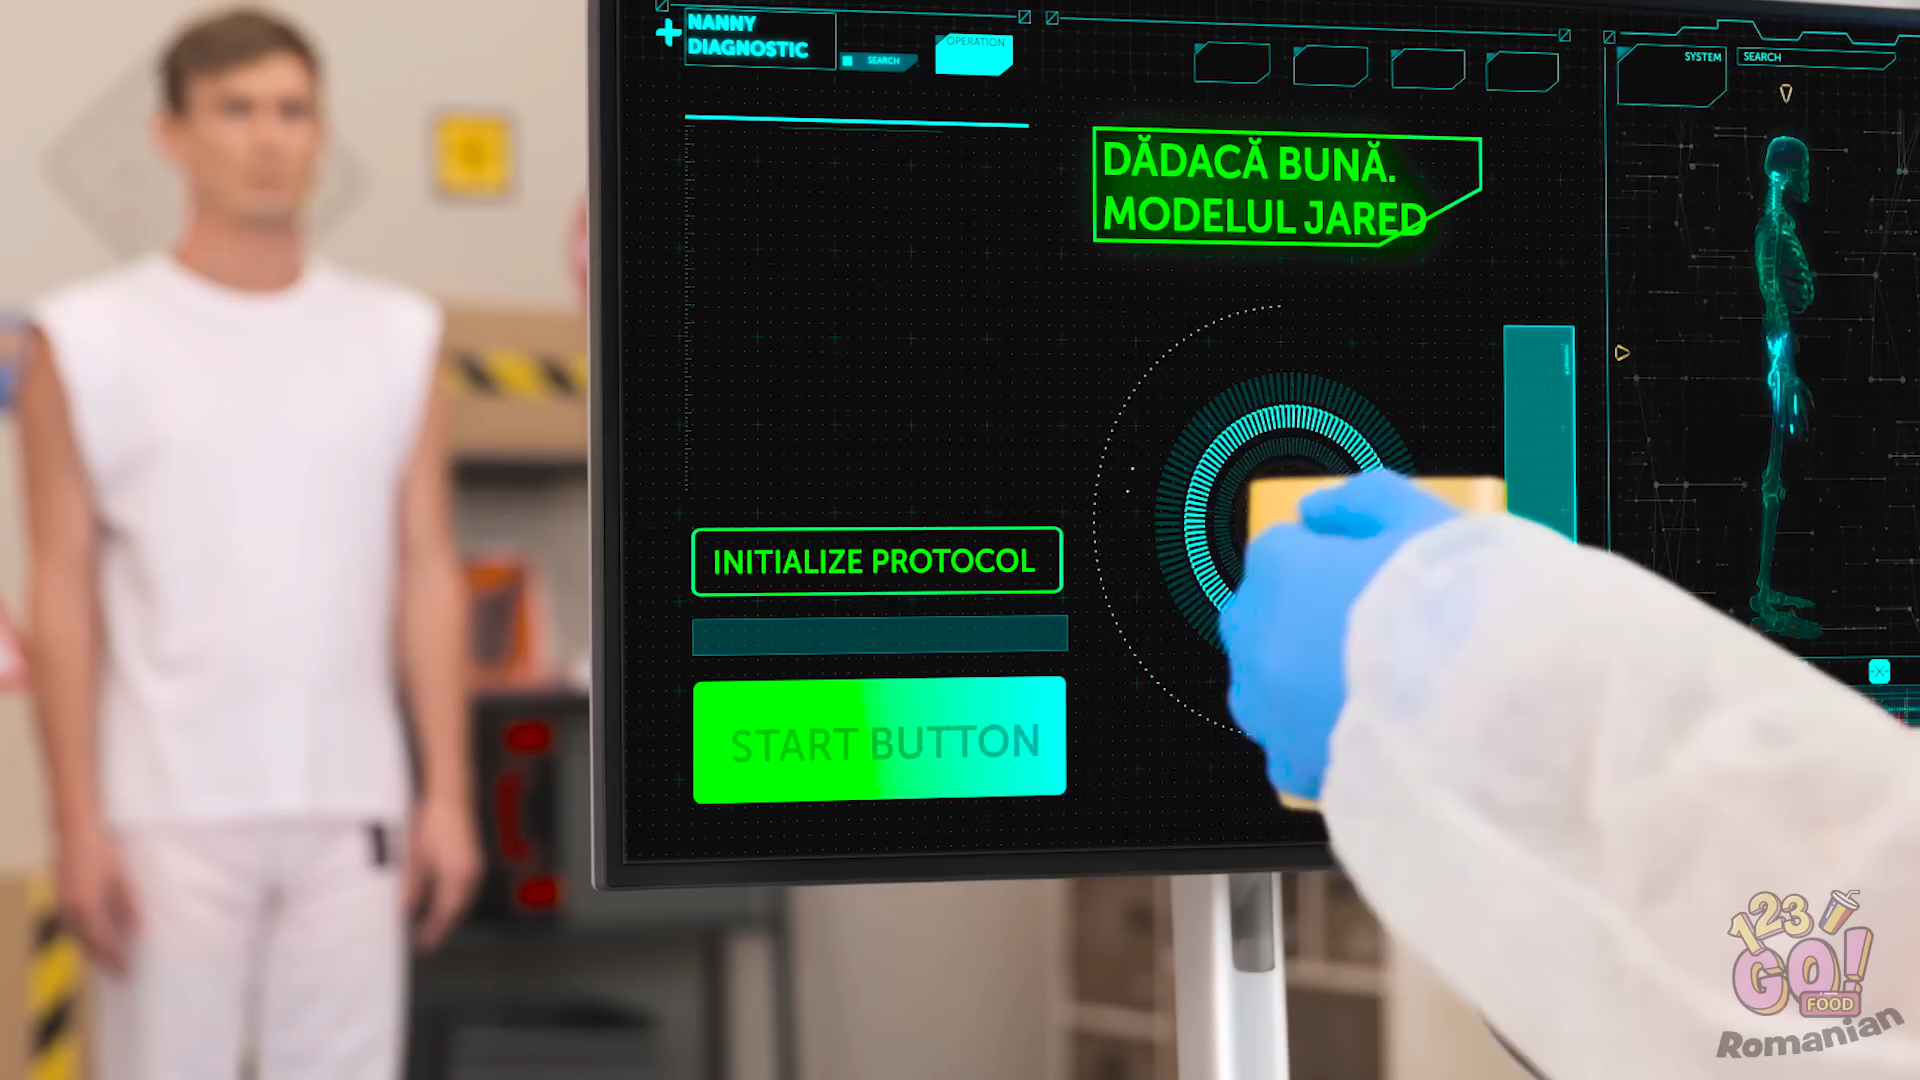 NANNY
DIAGNOSTIC
SEARCH
OPERATION
DĂDACĂ BUNĂ.
MODELUL JARED
SYSTEM
SEARCH
INITIALIZE PROTOCOL
START BUTTON
123
GO!
FOOD
Romanian